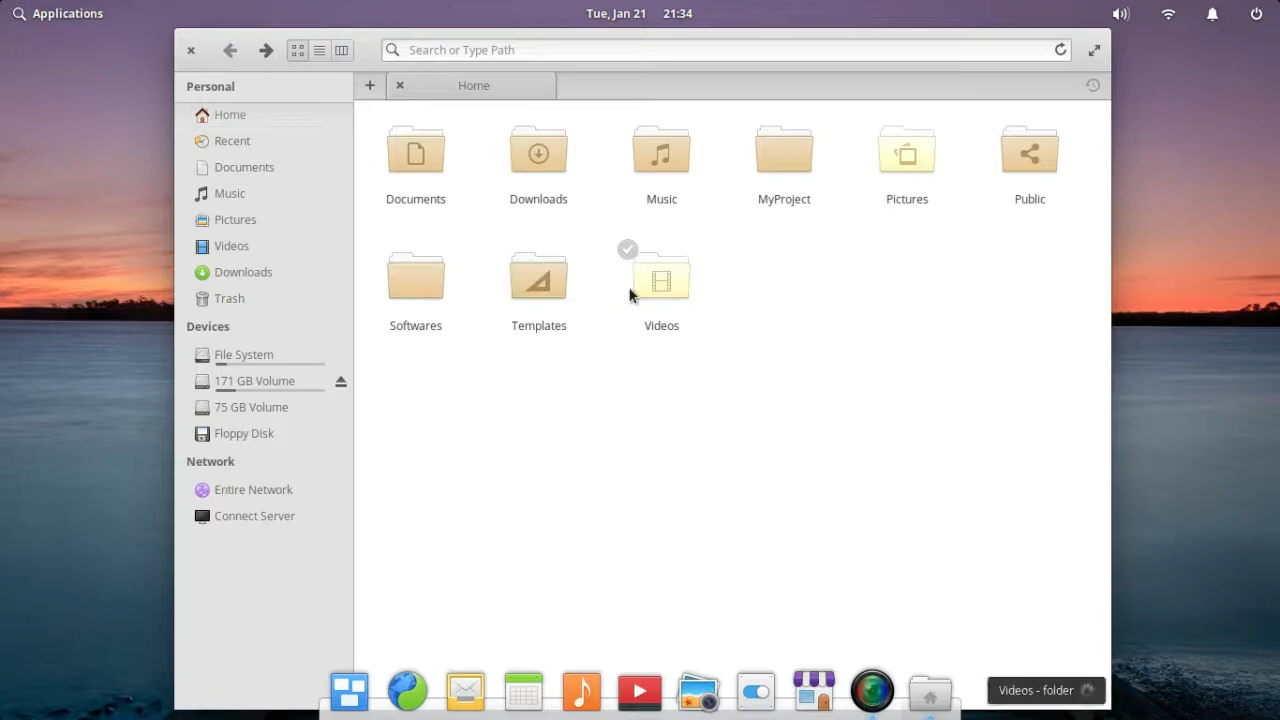 Applications
Tue, Jan 21 21:34
Search or Type Path
Personal
Home
Home
Recent
Documents
Music
Pictures
Videos
Downloads
Trash
Devices
File System
171 GB Volume
75 GB Volume
Floppy Disk
Network
Entire Network
Connect Server
Documents
Downloads
Music
MyProject
Pictures
Public
Softwares
Templates
Videos
Videos - folder